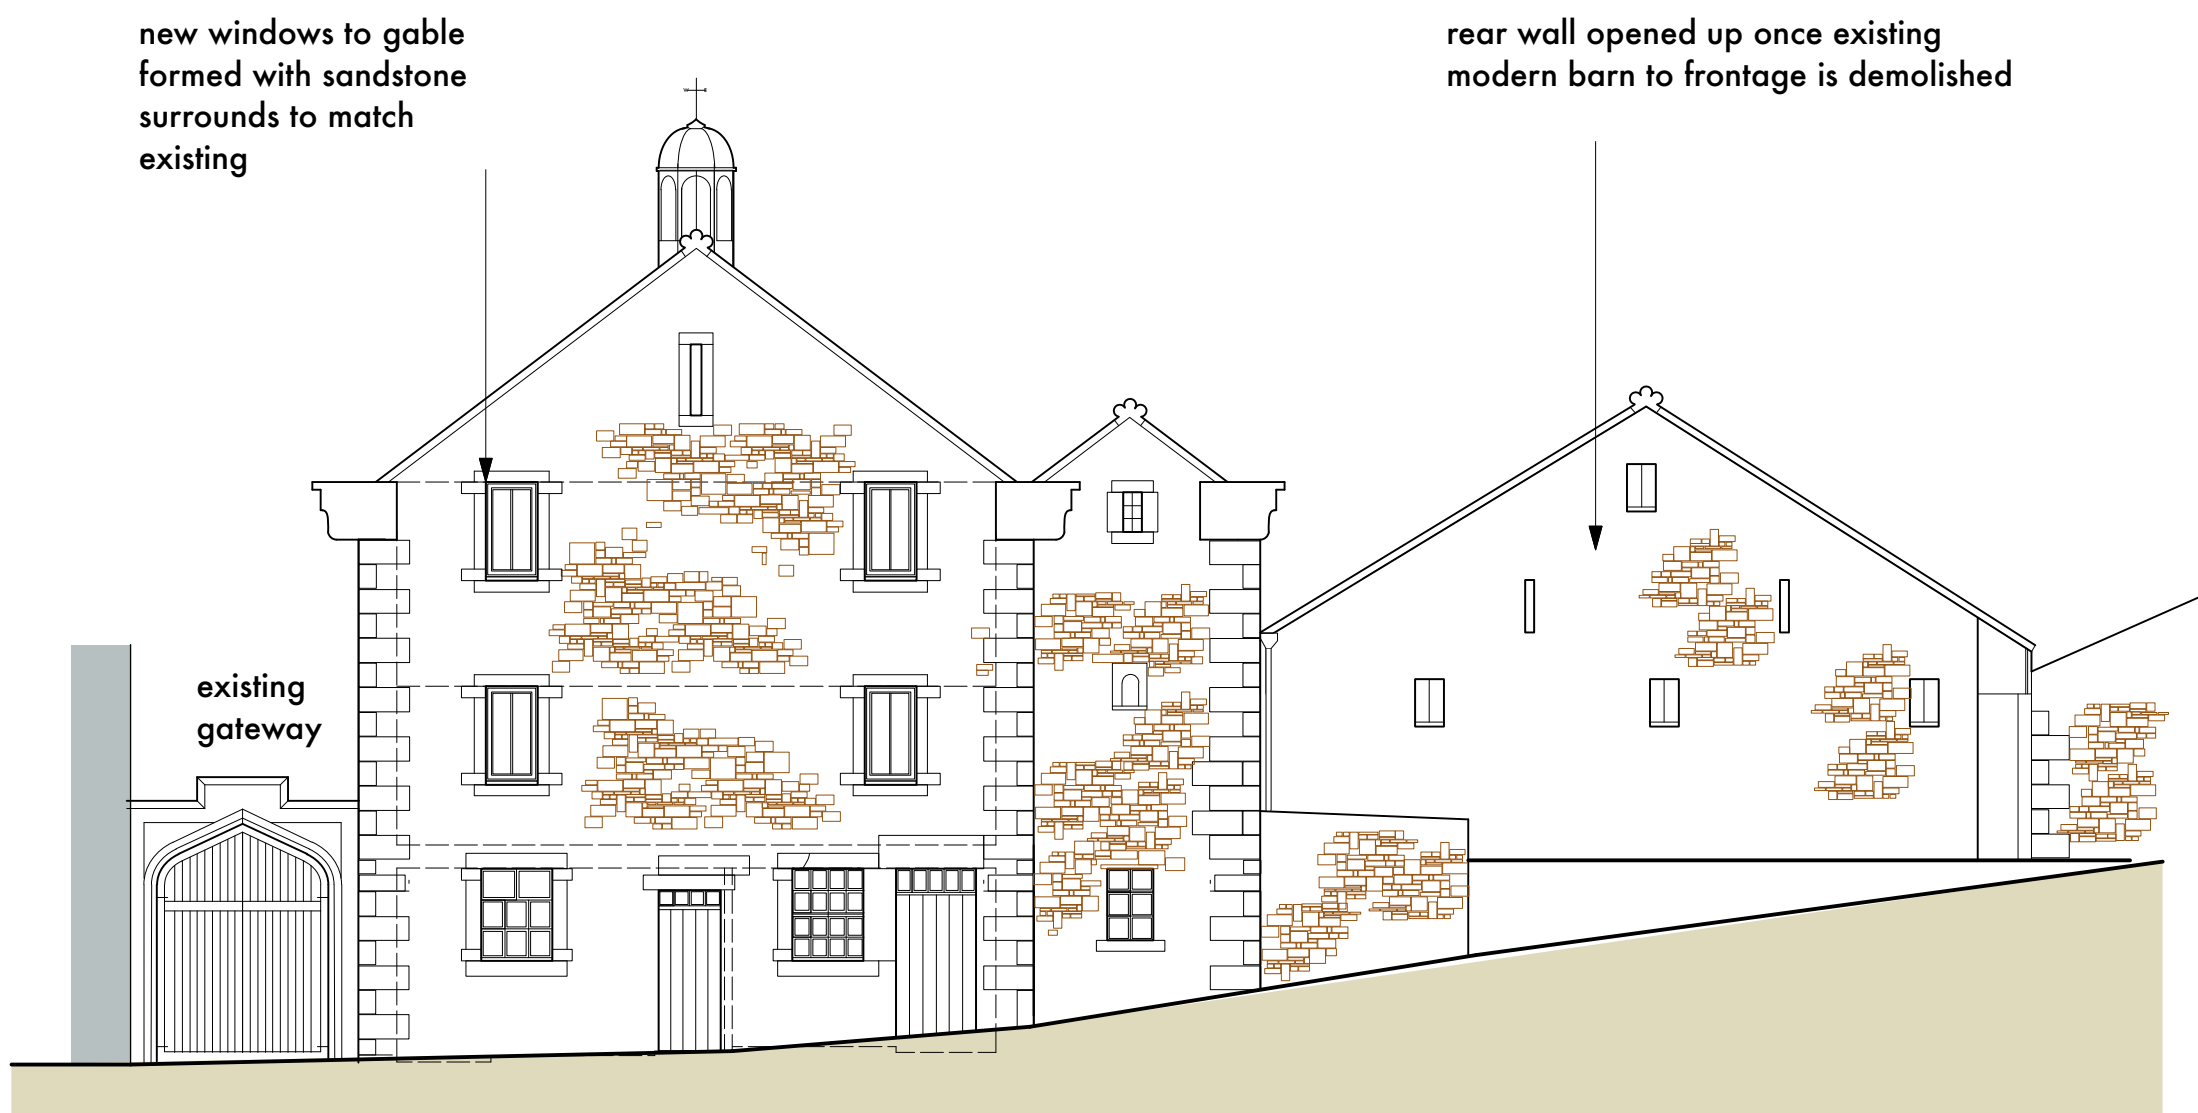 new windows to gable
formed with sandstone
surrounds to match
existing
rear wall opened up once existing
modern barn to frontage is demolished
existing
gateway